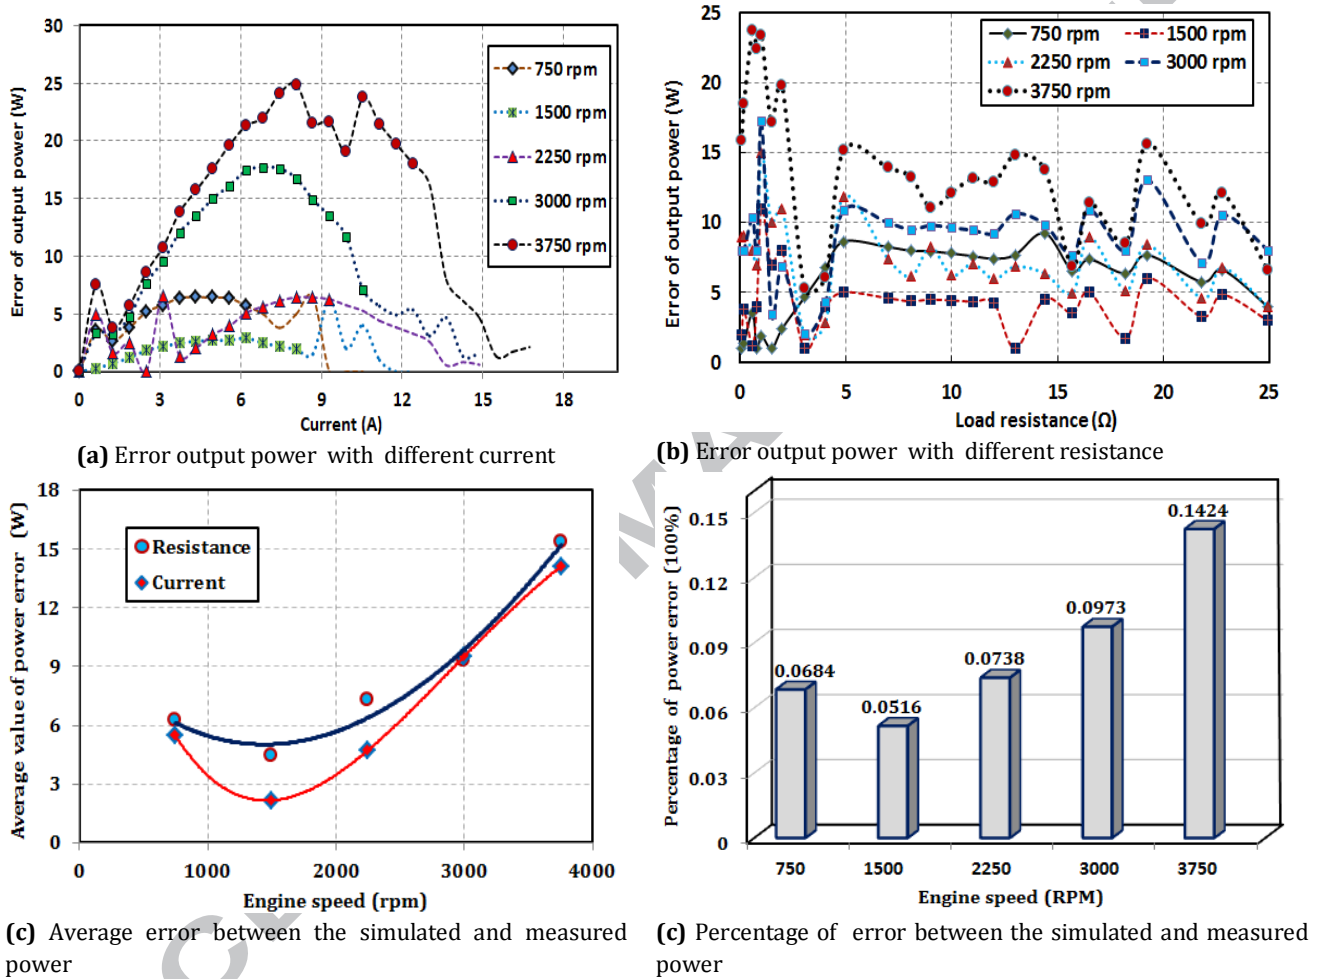 Error of output power (W)
30
25
20
15
10
5
0
750 rpm
1500 rpm
2250 rpm
3000 rpm
3750 rpm
0 3 6 9 12 15 18
Current (A)
(a) Error output power with different current
Error of output power (W)
25
20
15
10
5
0
750 rpm 1500 rpm
2250 rpm 3000 rpm
3750 rpm
0 5 10 15 20 25
Load resistance (Ω)
(b) Error output power with different resistance
Average value of power error (W)
18
15
12
9
6
3
0
Resistance
Current
0 1000 2000 3000 4000
Engine speed (rpm)
(c) Average error between the simulated and measured
power
Percentage of power error (100%)
0.15
0.12
0.09
0.06
0.03
0
0.0684
0.0516
0.0738
0.0973
0.1424
750 1500 2250 3000 3750
Engine speed (RPM)
(c) Percentage of error between the simulated and measured
power